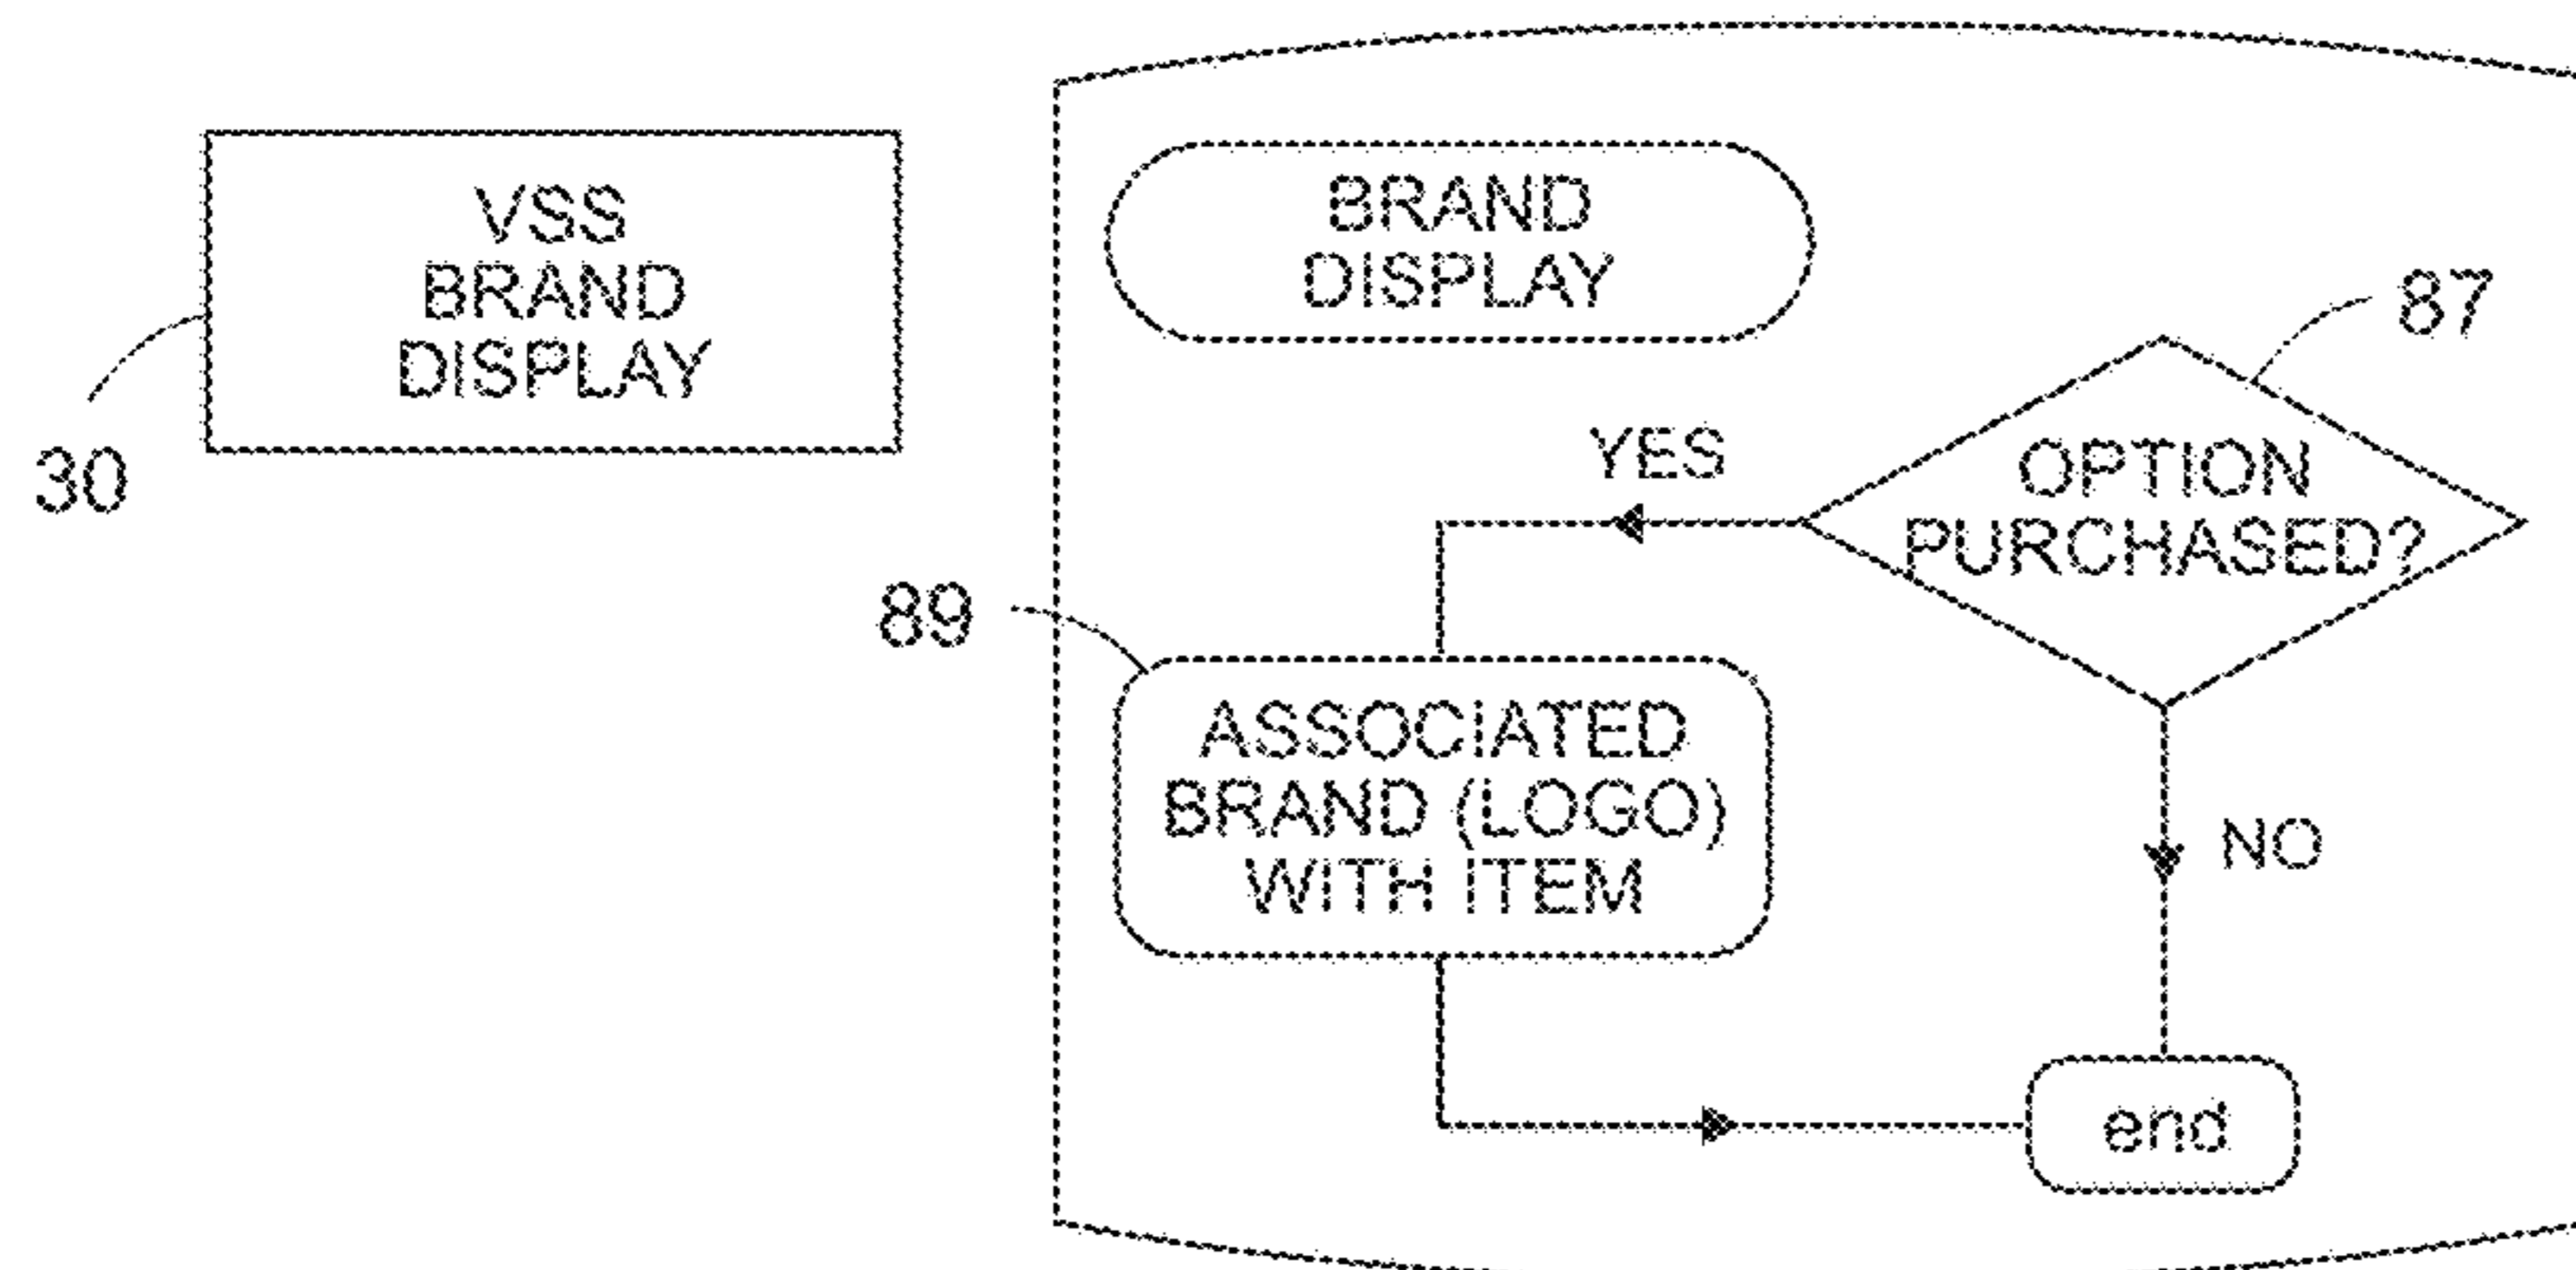 VSS
BRAND
DISPLAY
30
BRAND
DISPLAY
87
OPTION
PURCHASED?
YES
89
ASSOCIATED
BRAND (LOGO)
WITH ITEM
NO
end